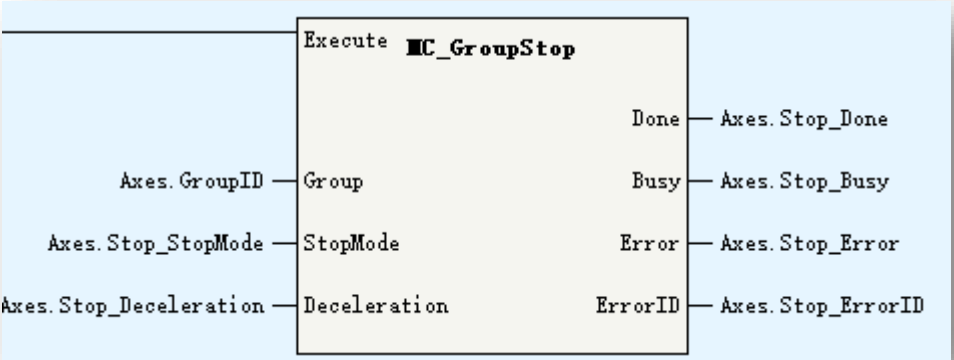 Execute MC_GroupStop
Done Axes.Stop_Done
Axes.GroupID Group Busy Axes.Stop_Busy
Axes.Stop_StopMode StopMode Error Axes.Stop_Error
Axes.Stop_Deceleration Deceleration ErrorID Axes.Stop_ErrorID